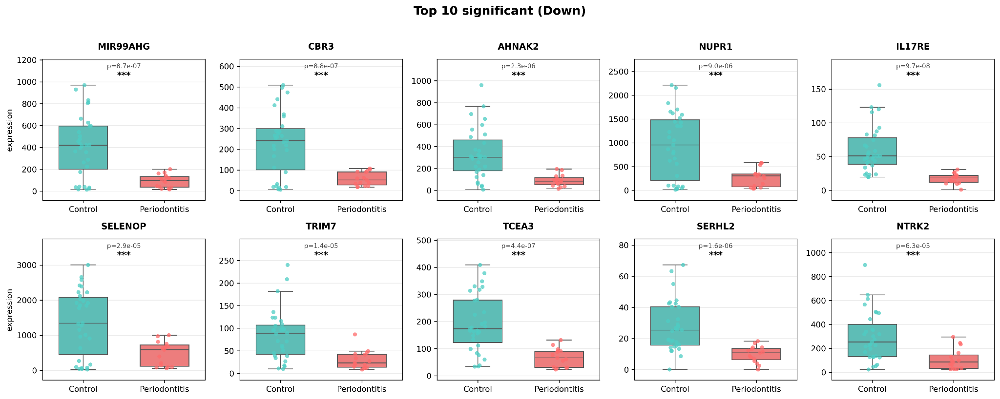 Top 10 significant (Down)
MIR99AHG
CBR3
AHNAK2
NUPR1
IL17RE
expression
1200
1000
800
600
400
200
0
p=8.7e-07
***
Control
Periodontitis
600
500
400
300
200
100
0
p=8.8e-07
***
Control
Periodontitis
1000
800
600
400
200
0
p=2.3e-06
***
Control
Periodontitis
2500
2000
1500
1000
500
0
p=9.0e-06
***
Control
Periodontitis
150
100
50
0
p=9.7e-08
***
Control
Periodontitis
SELENOP
TRIM7
TCEA3
SERHL2
NTRK2
expression
3000
2000
1000
0
p=2.9e-05
***
Control
Periodontitis
250
200
150
100
50
0
p=1.4e-05
***
Control
Periodontitis
500
400
300
200
100
0
p=4.4e-07
***
Control
Periodontitis
80
60
40
20
0
p=1.6e-06
***
Control
Periodontitis
1000
800
600
400
200
0
p=6.3e-05
***
Control
Periodontitis